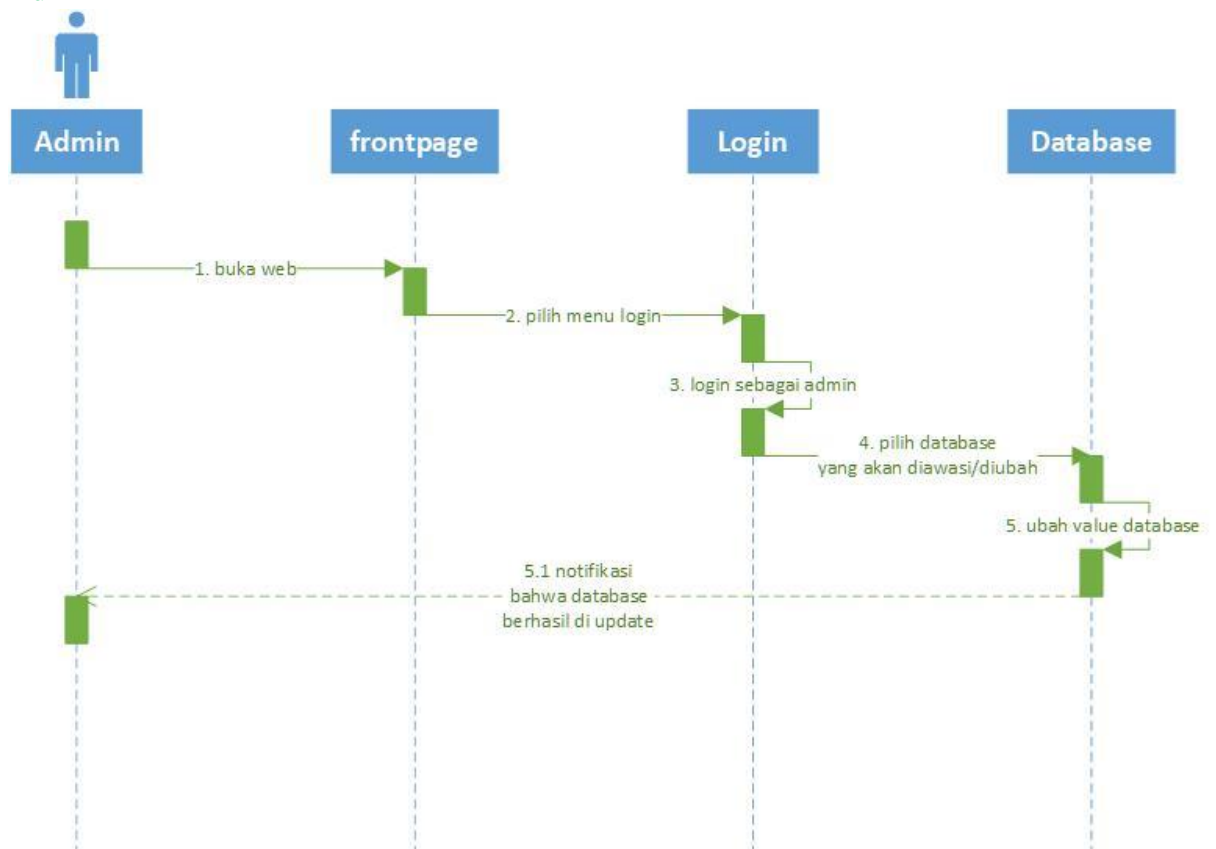 Admin
frontpage
Login
Database
1. buka web
2. pilih menu login
3. login sebagai admin
4. pilih database
yang akan diawasi/diubah
5. ubah value database
5.1 notifikasi
bahwa database
berhasil di update